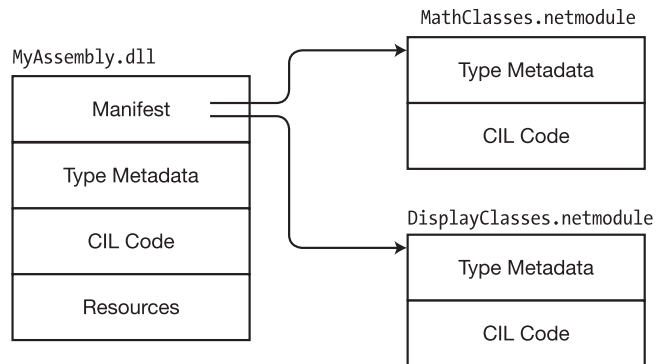 MyAssembly.dll
Manifest
Type Metadata
CIL Code
Resources
MathClasses.netmodule
Type Metadata
CIL Code
DisplayClasses.netmodule
Type Metadata
CIL Code